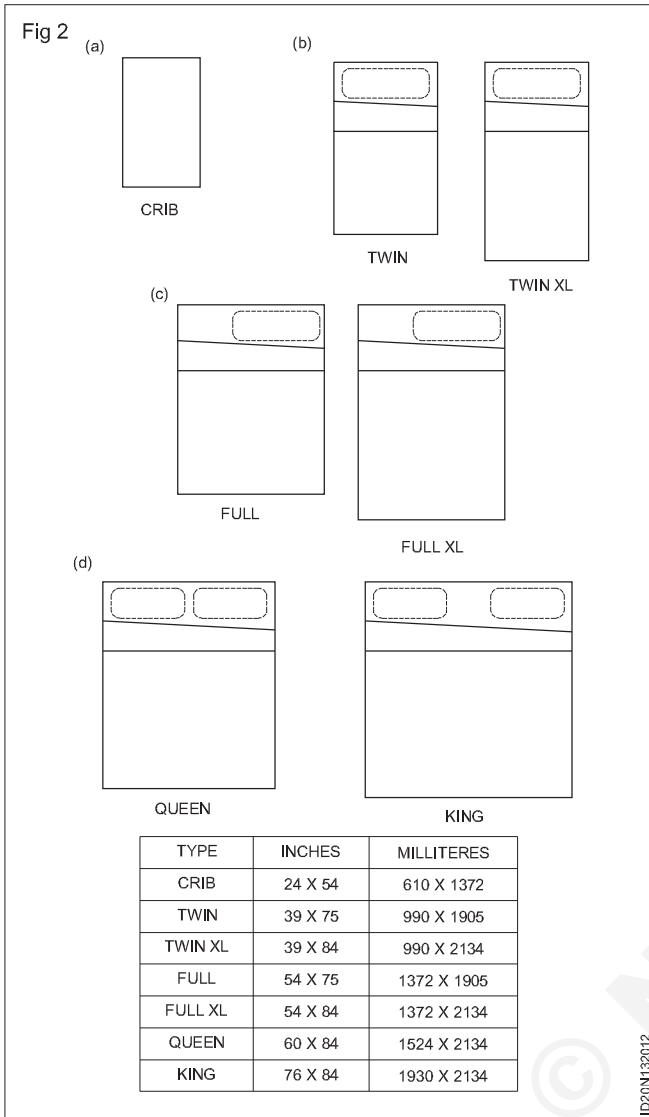 Fig 2
(a)
(b)
CRIB
TWIN
TWIN XL
(c)
FULL
FULL XL
(d)
QUEEN
KING
TYPE INCHES MILLITERES
CRIB 24 X 54 610 X 1372
TWIN 39 X 75 990 X 1905
TWIN XL 39 X 84 990 X 2134
FULL 54 X 75 1372 X 1905
FULL XL 54 X 84 1372 X 2134
QUEEN 60 X 84 1524 X 2134
KING 76 X 84 1930 X 2134
ID20N132012
©